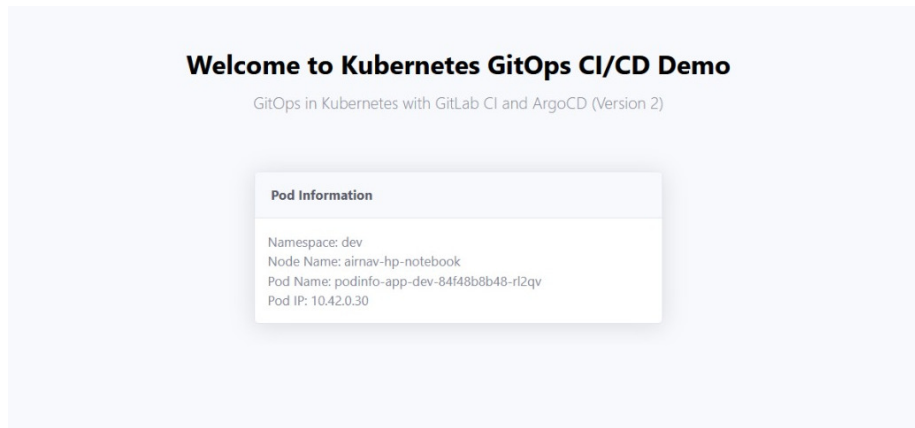 Welcome to Kubernetes GitOps CI/CD Demo
GitOps in Kubernetes with GitLab CI and ArgoCD (Version 2)
Pod Information
Namespace: dev
Node Name: airnav-hp-notebook
Pod Name: podinfo-app-dev-84f48b8b48-rl2qv
Pod IP: 10.42.0.30